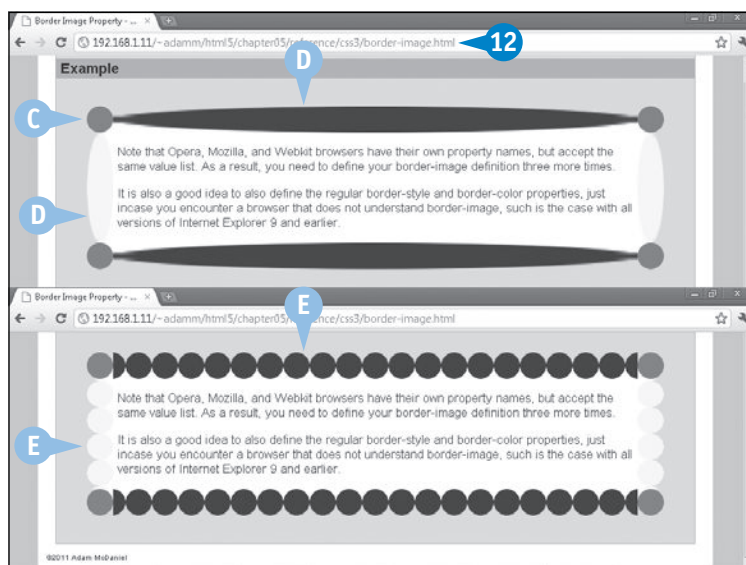 Border Image Property - ...
192.168.1.11/~adamm/html5/chapter05/reference/css3/border-image.html
12
Example
D
C
Note that Opera, Mozilla, and Webkit browsers have their own property names, but accept the
same value list. As a result, you need to define your border-image definition three more times.
It is also a good idea to also define the regular border-style and border-color properties, just
D
incase you encounter a browser that does not understand border-image, such is the case with all
versions of Internet Explorer 9 and earlier.
Border Image Property - ...
E
192.168.1.11/~adamm/html5/chapter05/reference/css3/border-image.html
Note that Opera, Mozilla, and Webkit browsers have their own property names, but accept the
same value list. As a result, you need to define your border-image definition three more times.
E
It is also a good idea to also define the regular border-style and border-color properties, just
incase you encounter a browser that does not understand border-image, such is the case with all
versions of Internet Explorer 9 and earlier.
©2011 Adam McDaniel